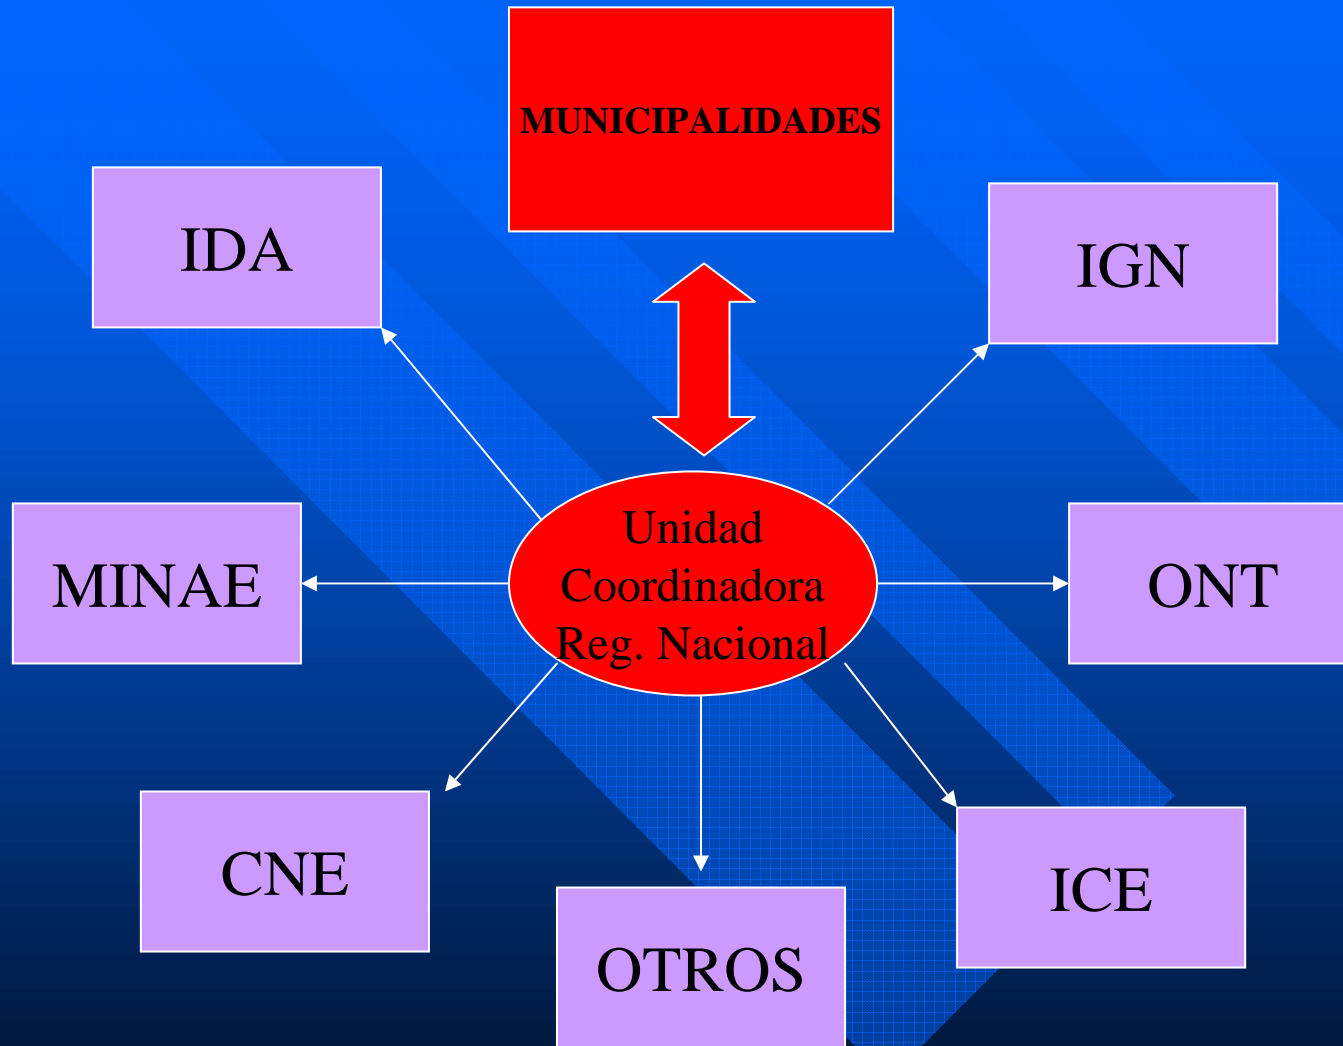 MUNICIPALIDADES
IDA
IGN
Unidad
Coordinadora
Reg. Nacional
MINAE
ONT
CNE
ICE
OTROS